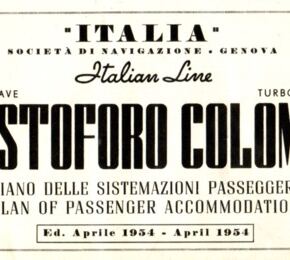 "ITALIA"
SOCIETÀ DI NAVIGAZIONE - GENOVA
Italian Line
AVE TURBO
STOFORO COLOM
IANO DELLE SISTEMAZIONI PASSEGGER
LAN OF PASSENGER ACCOMMODATIO
Ed. Aprile 1954 - April 1954